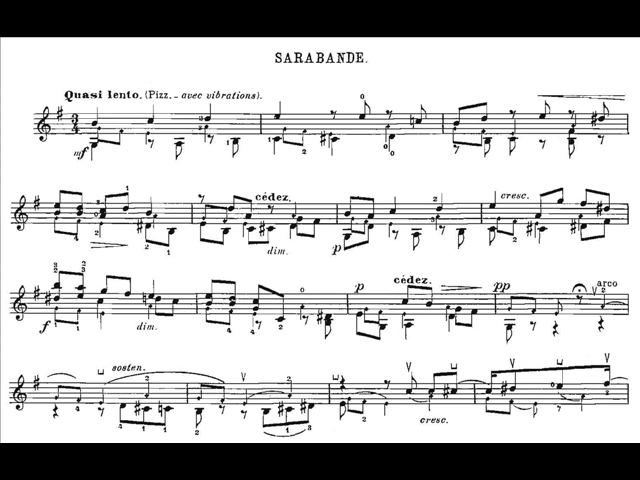 SARABANDE.
Quasi lento. (Pizz. - avec vibrations).
mf
cédez.
cresc.
dim.
p
p
cédez.
pp
arco
f
dim.
sosten.
cresc.